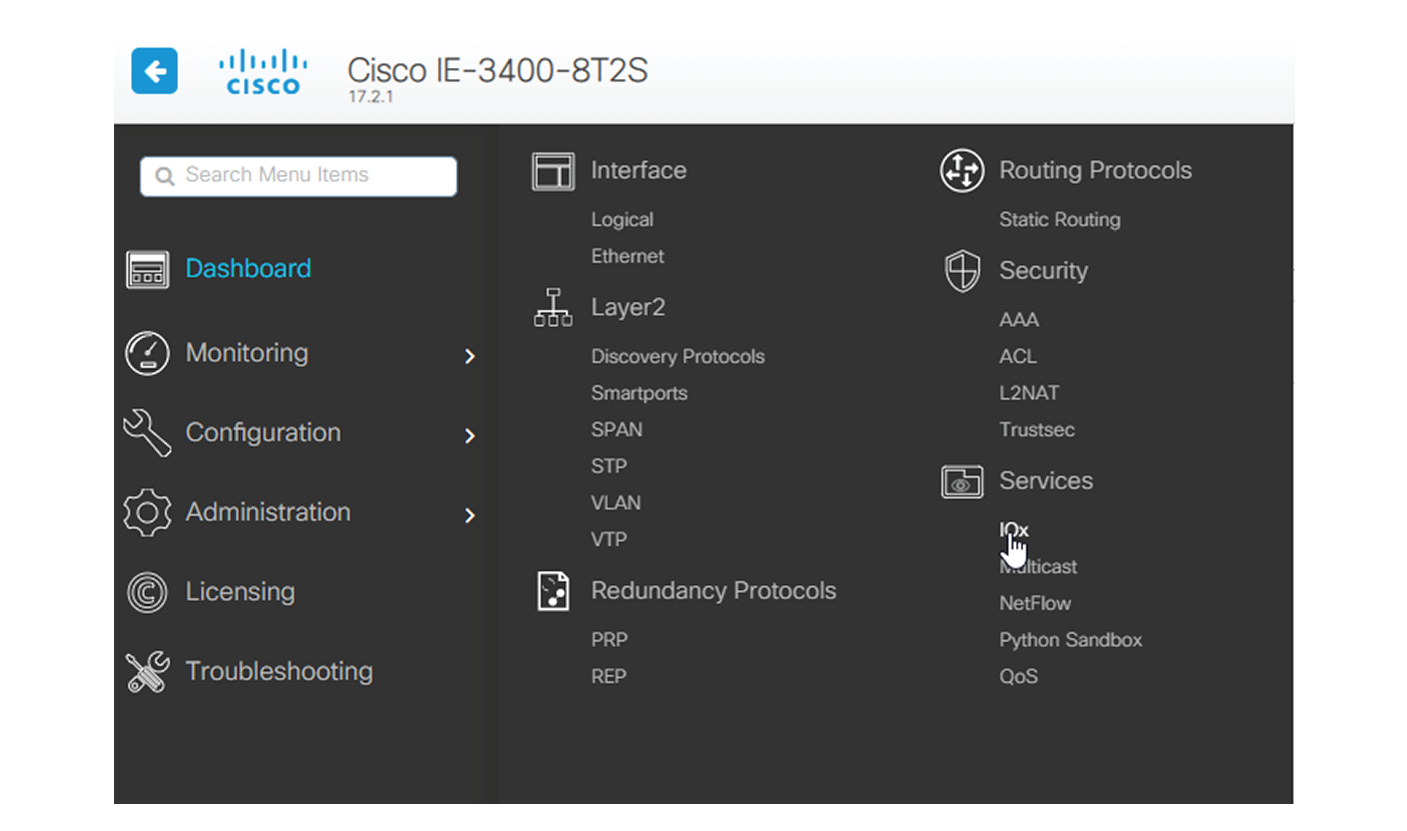 CISCO
Cisco IE-3400-8T2S
17.2.1
Search Menu Items
Dashboard
Monitoring
Configuration
Administration
Licensing
Troubleshooting
Interface
Logical
Ethernet
Layer2
Discovery Protocols
Smartports
SPAN
STP
VLAN
VTP
Redundancy Protocols
PRP
REP
Routing Protocols
Static Routing
Security
AAA
ACL
L2NAT
Trustsec
Services
IOx
Multicast
NetFlow
Python Sandbox
QoS